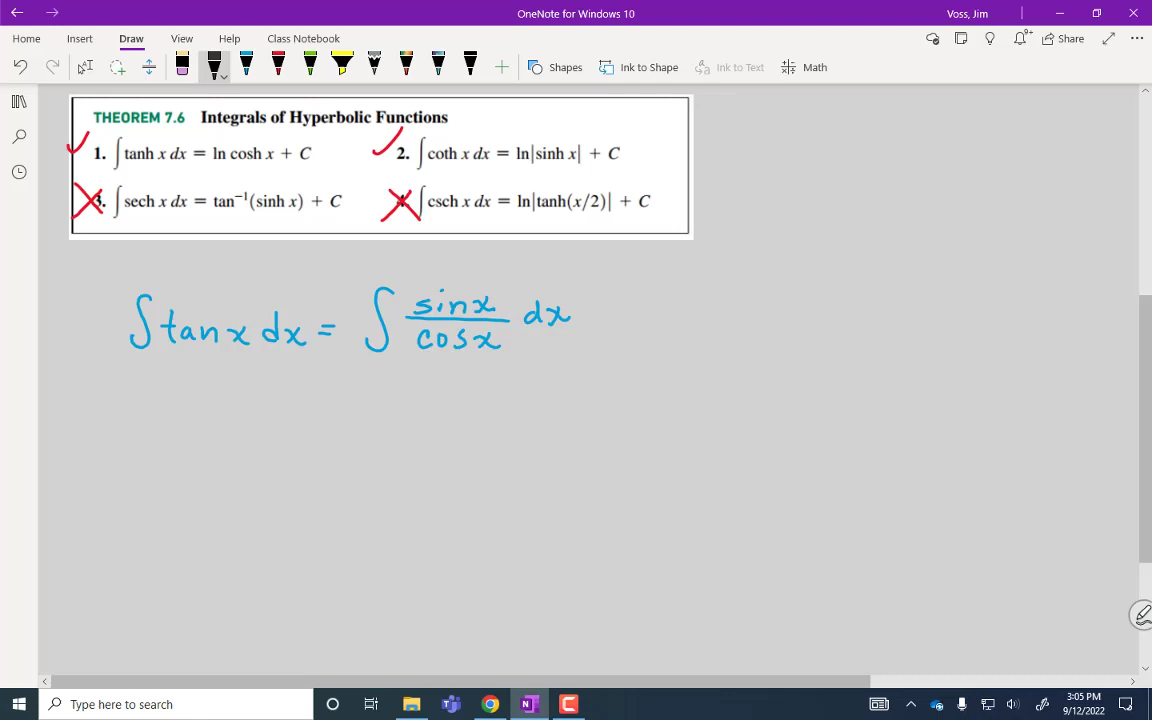 OneNote for Windows 10
Voss, Jim
Home Insert Draw View Help Class Notebook
Share
Shapes Ink to Shape Ink to Text Math
THEOREM 7.6 Integrals of Hyperbolic Functions
1. ∫ tanh x dx = ln cosh x + C
2. ∫ coth x dx = ln|sinh x| + C
3. ∫ sech x dx = tan⁻¹(sinh x) + C
4. ∫ csch x dx = ln|tanh(x/2)| + C
∫ tan x dx = ∫ sin x / cos x dx
Type here to search
3:05 PM
9/12/2022